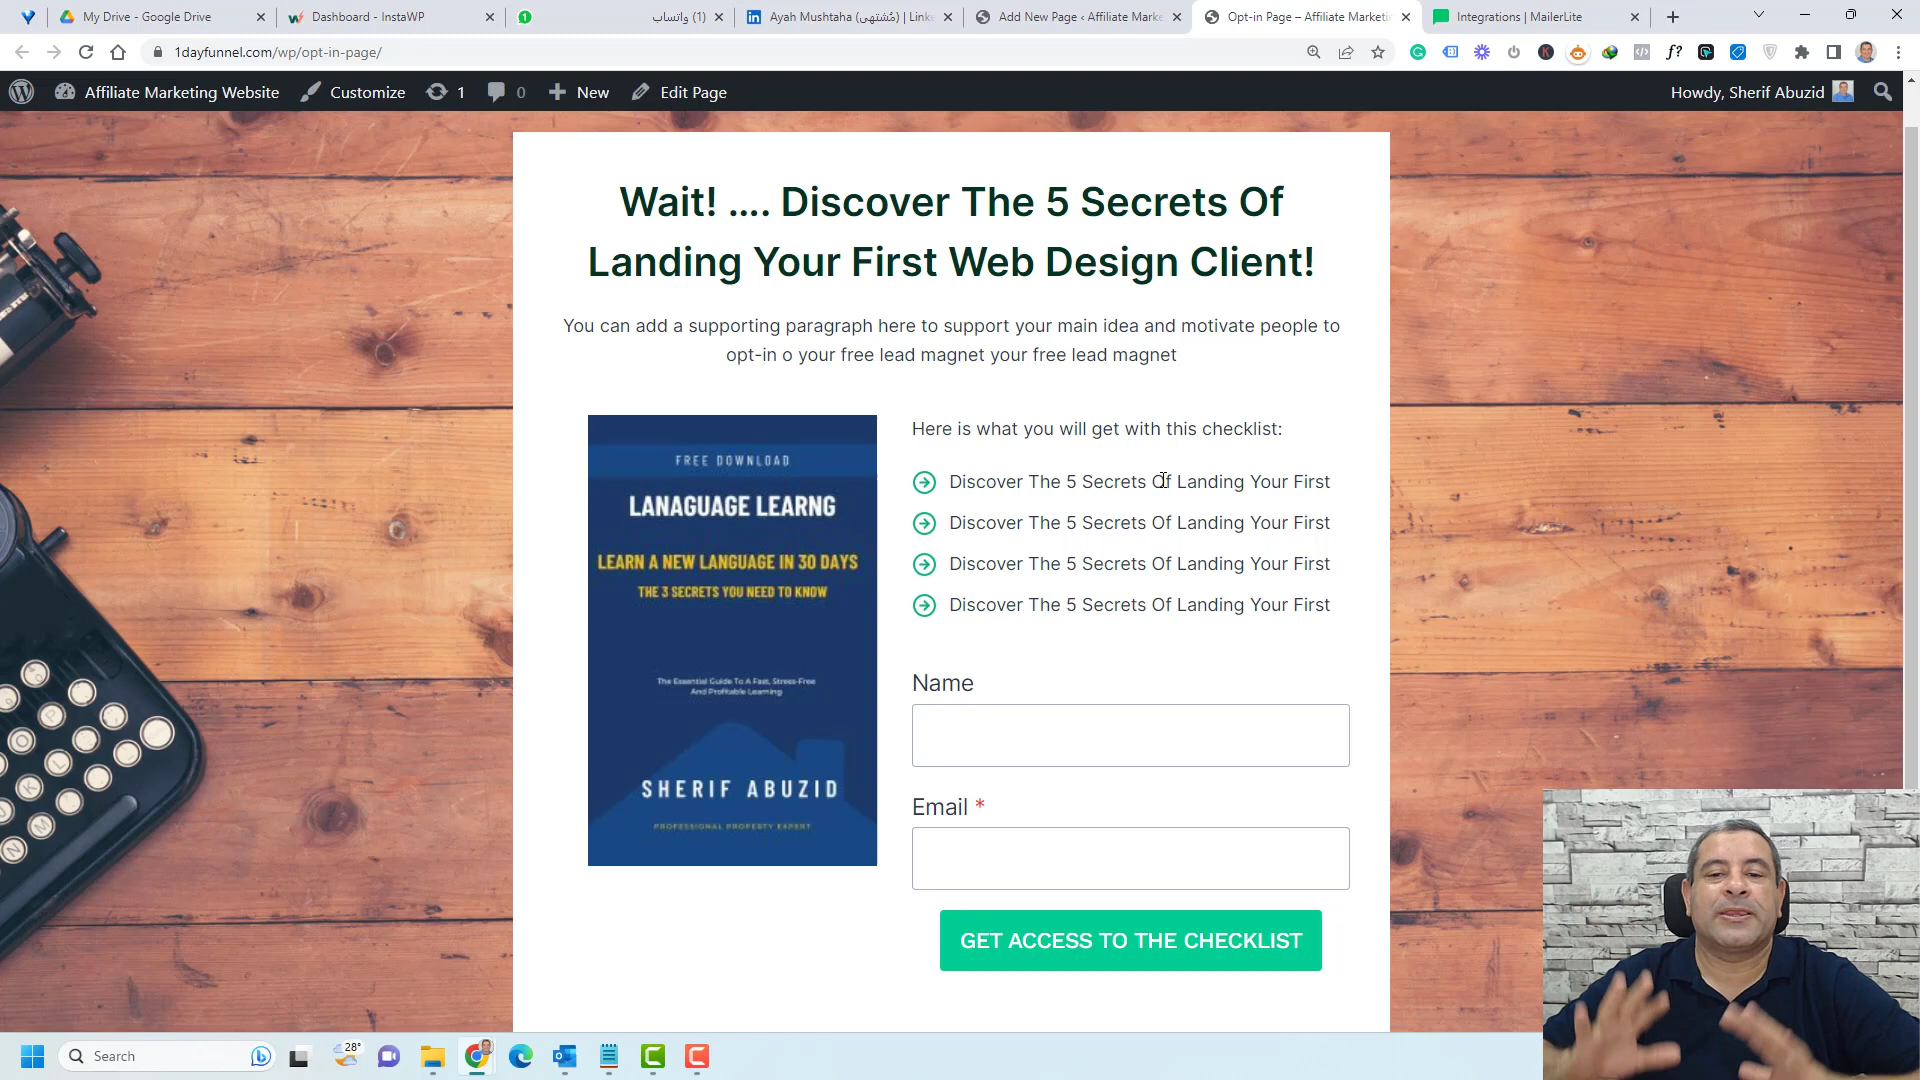 My Drive - Google Drive
Dashboard - InstaWP
(1) واتساب
Ayah Mushtaha (مُشتهى) | Link
Add New Page ‹ Affiliate Marke
Opt-in Page – Affiliate Marketin
Integrations | MailerLite
1dayfunnel.com/wp/opt-in-page/
Affiliate Marketing Website
Customize
1
0
New
Edit Page
Howdy, Sherif Abuzid
Wait! .... Discover The 5 Secrets Of
Landing Your First Web Design Client!
You can add a supporting paragraph here to support your main idea and motivate people to
opt-in o your free lead magnet your free lead magnet
FREE DOWNLOAD
LANAGUAGE LEARNG
LEARN A NEW LANGUAGE IN 30 DAYS
THE 3 SECRETS YOU NEED TO KNOW
The Essential Guide To A Fast, Stress-Free
And Profitable Learning
SHERIF ABUZID
PROFESSIONAL PROPERTY EXPERT
Here is what you will get with this checklist:
Discover The 5 Secrets Of Landing Your First
Discover The 5 Secrets Of Landing Your First
Discover The 5 Secrets Of Landing Your First
Discover The 5 Secrets Of Landing Your First
Name
Email *
GET ACCESS TO THE CHECKLIST
Search
28°